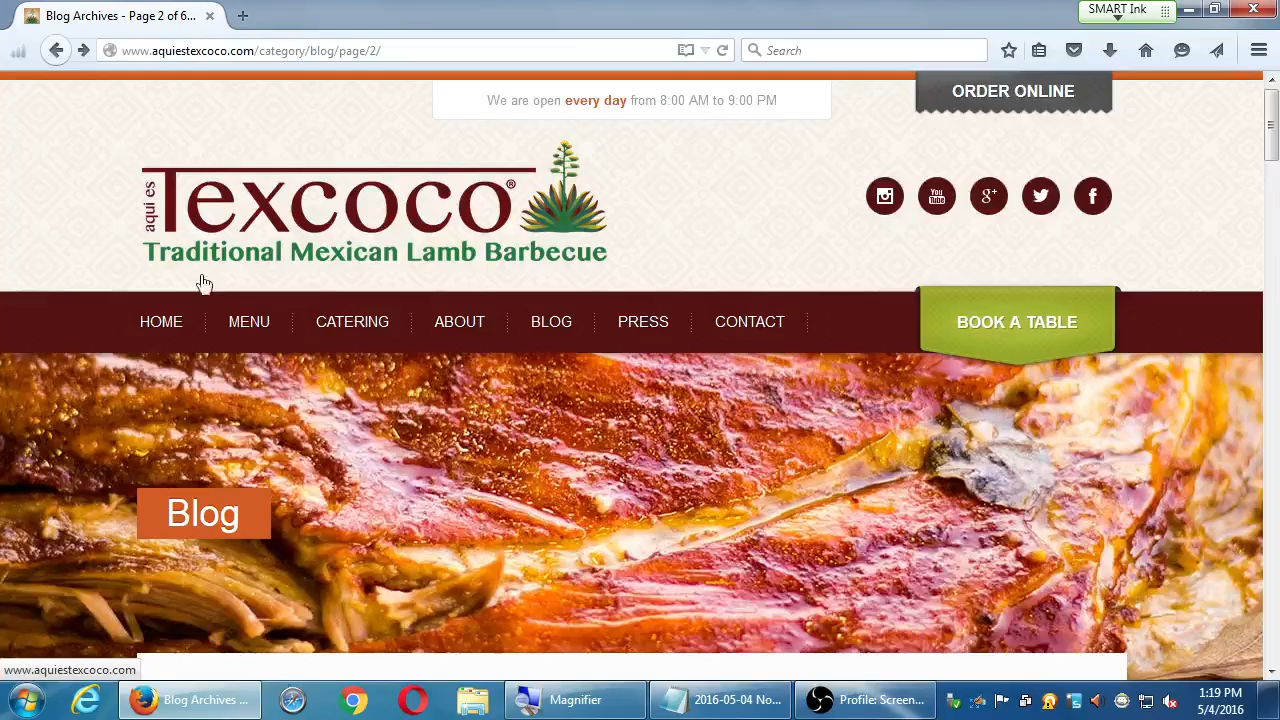 Blog Archives - Page 2 of 6...
SMART Ink
www.aquiestexcoco.com/category/blog/page/2/
Search
We are open every day from 8:00 AM to 9:00 PM
ORDER ONLINE
aquí es Texcoco®
Traditional Mexican Lamb Barbecue
You Tube
g+
HOME
MENU
CATERING
ABOUT
BLOG
PRESS
CONTACT
BOOK A TABLE
Blog
www.aquiestexcoco.com
Blog Archives ...
Magnifier
2016-05-04 No...
Profile: Screen...
1:19 PM
5/4/2016